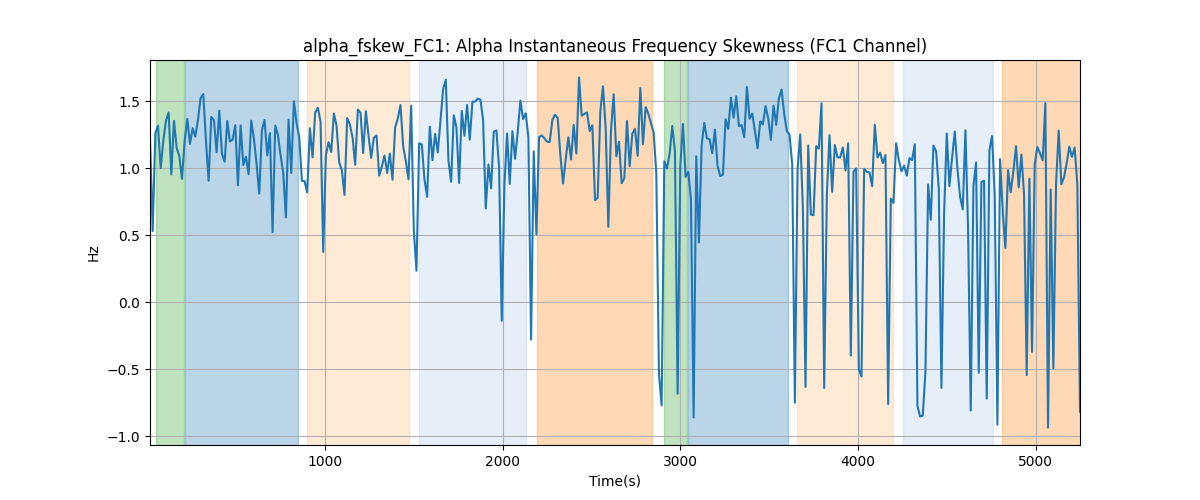 alpha_fskew_FC1: Alpha Instantaneous Frequency Skewness (FC1 Channel)
Hz
1.5
1.0
0.5
0.0
−0.5
−1.0
1000 2000 3000 4000 5000
Time(s)